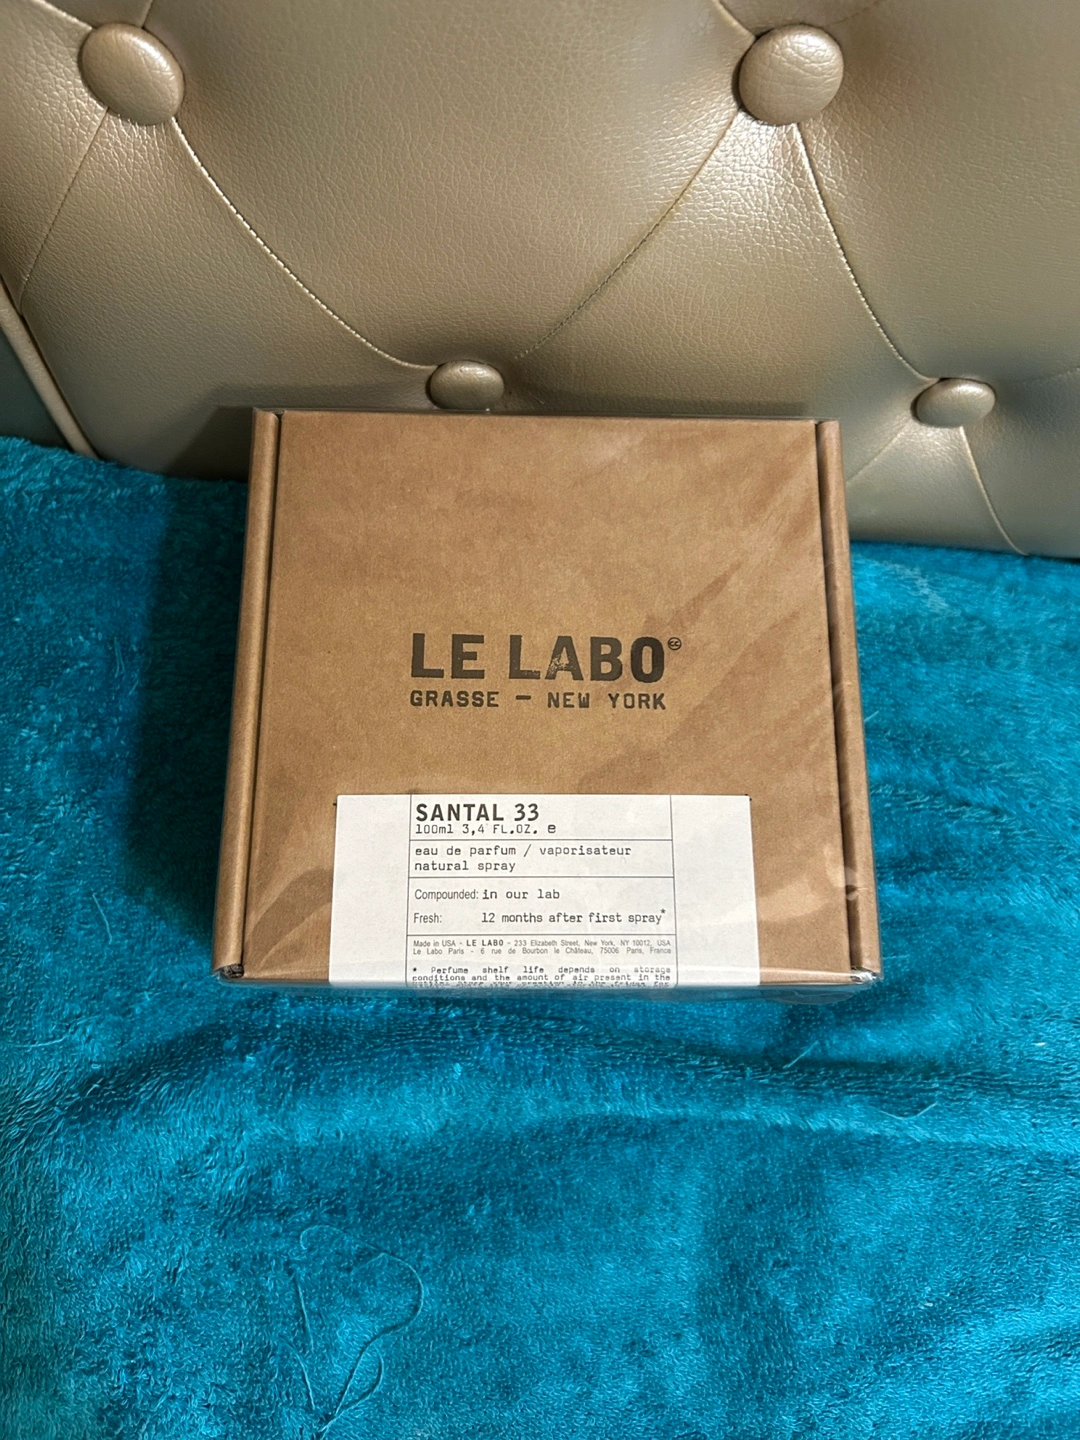 LE LABO
GRASSE - NEW YORK
SANTAL 33
100ml 3,4 FL.OZ. e
eau de parfum / vaporisateur
natural spray
Compounded: in our lab
Fresh: 12 months after first spray*
Made in USA - LE LABO - 233 Elizabeth Street, New York, NY 10012, USA
Le Labo Paris - 6 rue de Bourbon le Château, 75006 Paris, France
* Perfume shelf life depends on storage
conditions and the amount of air present in the